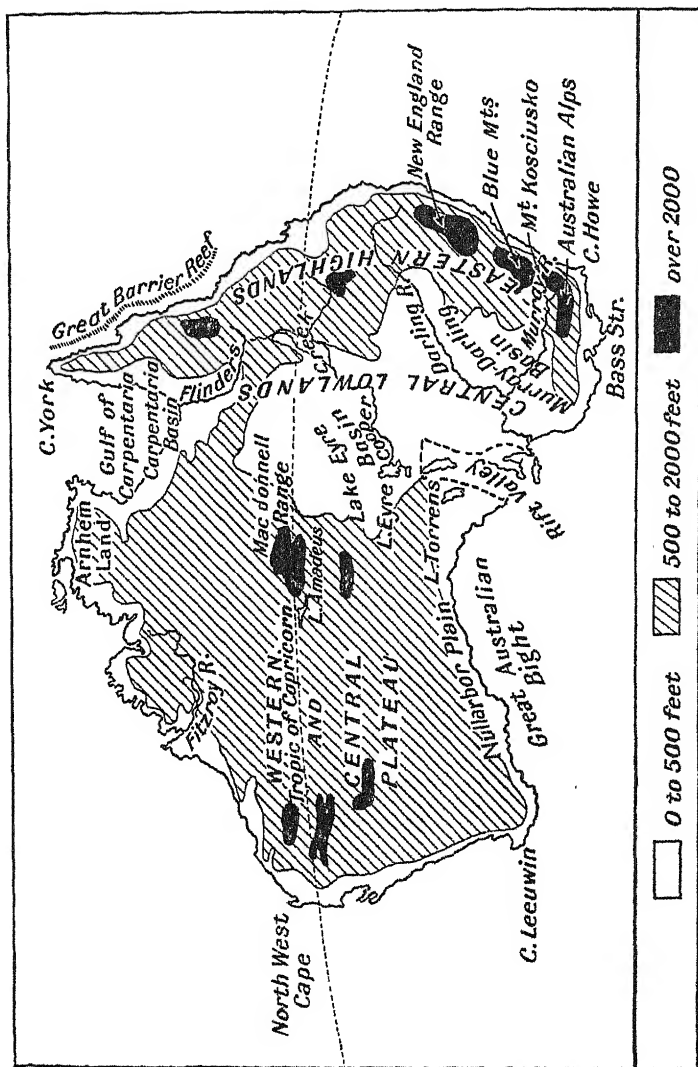 C. York
Great Barrier Reef
Gulf of
Carpentaria
Carpentaria
Basin
Flinders
Arnhem
Land
Fitzroy R.
North West
Cape
WESTERN
Tropic of Capricorn
AND
CENTRAL
PLATEAU
Macdonnell
Range
L. Amadeus
Lake Eyre
Basin
Cooper
Creek
L. Eyre
CENTRAL LOWLANDS
EASTERN HIGHLANDS
Darling R.
Murray-Darling
Basin
Murray
New England
Range
Blue Mts.
Mt. Kosciusko
Australian Alps
C. Howe
Bass Str.
Rift Valley
L. Torrens
Nullarbor Plain
Great Australian
Bight
C. Leeuwin
0 to 500 feet
500 to 2000 feet
over 2000